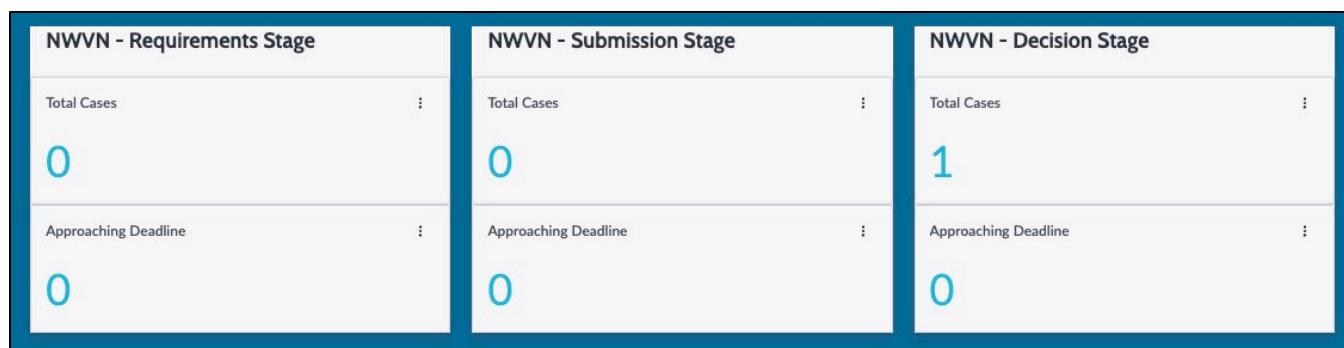 NWVN - Requirements Stage
Total Cases
0
Approaching Deadline
0
NWVN - Submission Stage
Total Cases
0
Approaching Deadline
0
NWVN - Decision Stage
Total Cases
1
Approaching Deadline
0